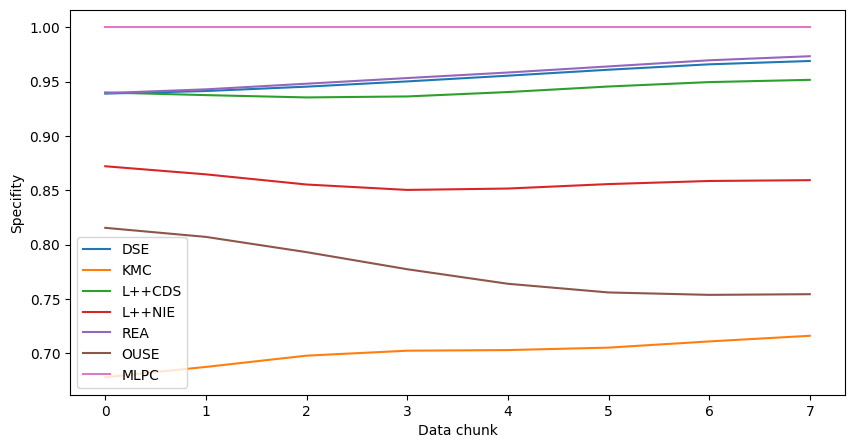 1.00
0.95
0.90
0.85
0.80
0.75
0.70
Specifity
DSE
KMC
L++CDS
L++NIE
REA
OUSE
MLPC
0 1 2 3 4 5 6 7
Data chunk